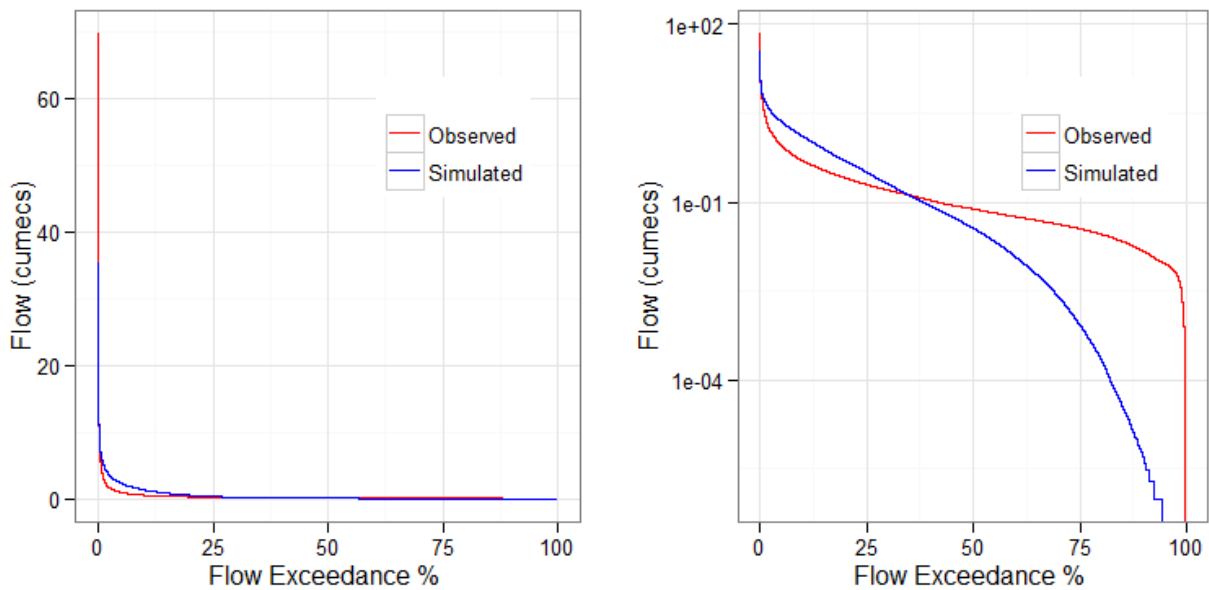 60
40
20
0
Flow (cumecs)
Observed
Simulated
0
25
50
75
100
Flow Exceedance %
1e+02
1e-01
1e-04
Flow (cumecs)
Observed
Simulated
0
25
50
75
100
Flow Exceedance %